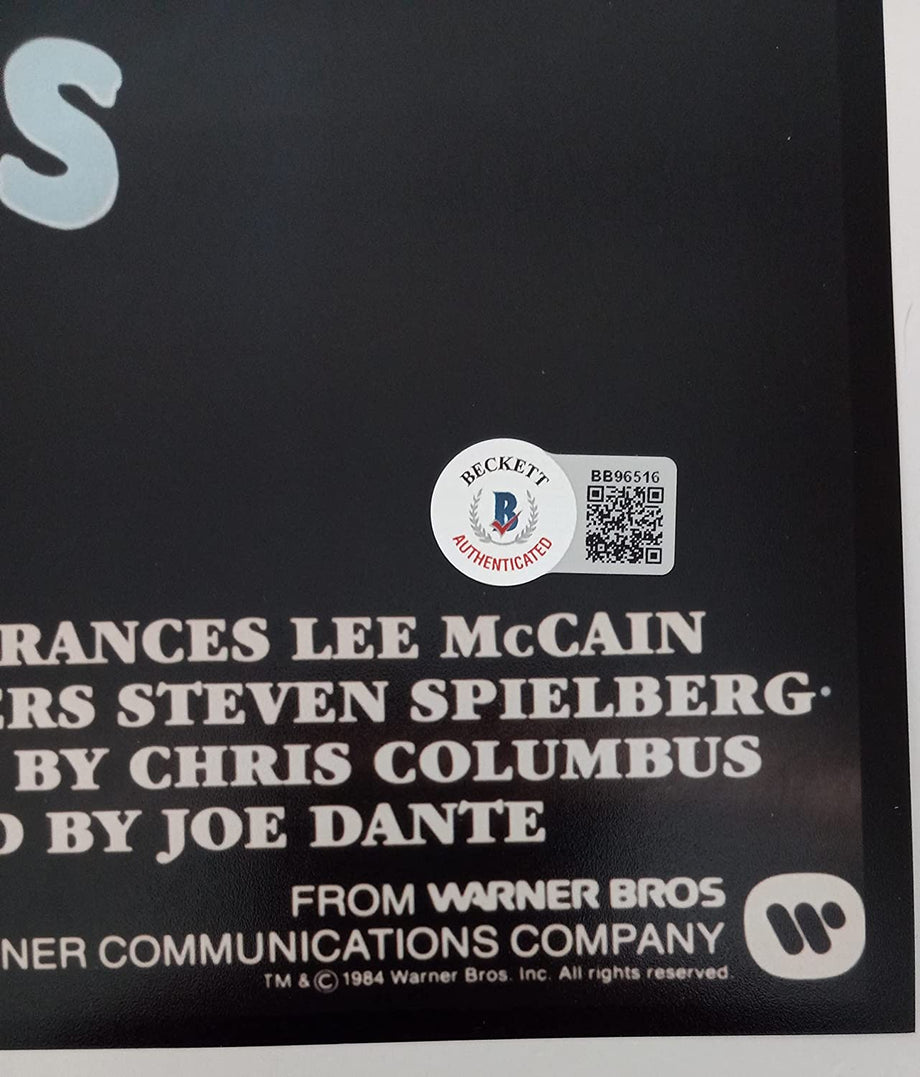 S
BECKETT
B
AUTHENTICATED
BB96516
RANCES LEE McCAIN
ERS STEVEN SPIELBERG·
BY CHRIS COLUMBUS
D BY JOE DANTE
FROM WARNER BROS
NER COMMUNICATIONS COMPANY
TM & © 1984 Warner Bros. Inc. All rights reserved.